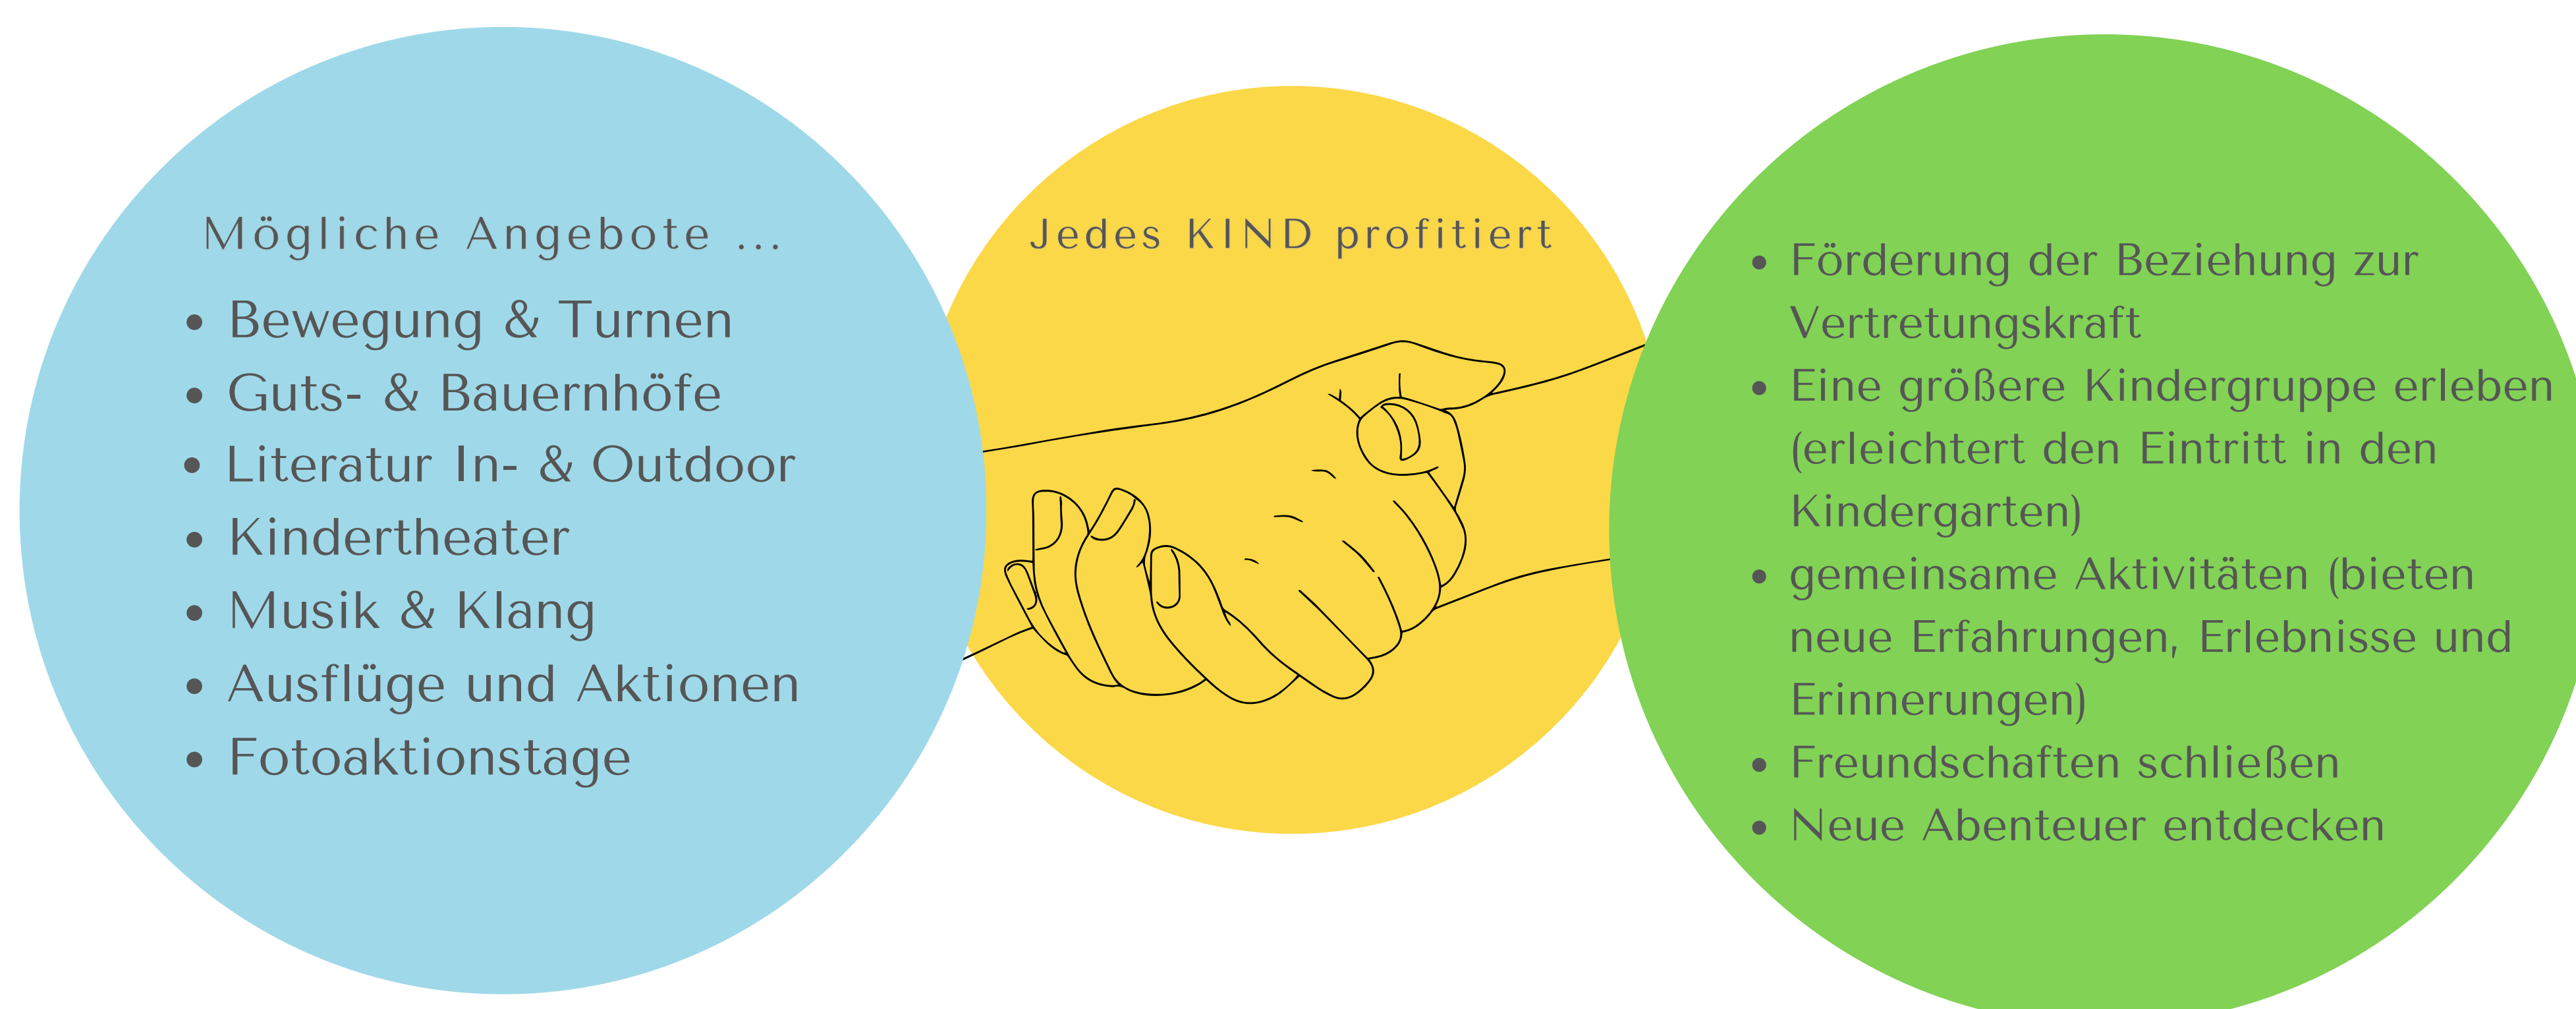 Mögliche Angebote ...
• Bewegung & Turnen
• Guts- & Bauernhöfe
• Literatur In- & Outdoor
• Kindertheater
• Musik & Klang
• Ausflüge und Aktionen
• Fotoaktionstage
Jedes KIND profitiert
• Förderung der Beziehung zur
Vertretungskraft
• Eine größere Kindergruppe erleben
(erleichtert den Eintritt in den
Kindergarten)
• gemeinsame Aktivitäten (bieten
neue Erfahrungen, Erlebnisse und
Erinnerungen)
• Freundschaften schließen
• Neue Abenteuer entdecken